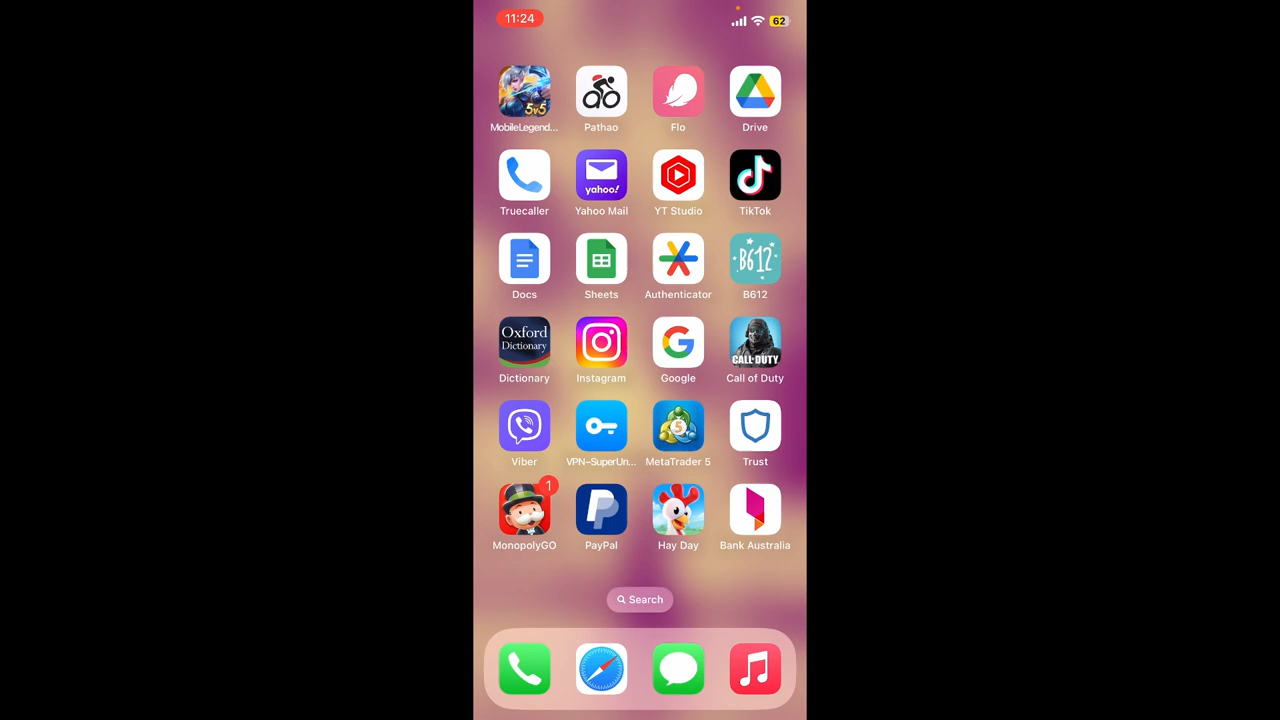 11:24
62
5v5
MobileLegend...
Pathao
Flo
Drive
yahoo!
Truecaller
Yahoo Mail
YT Studio
TikTok
B612
Docs
Sheets
Authenticator
B612
Oxford
Dictionary
CALL·DUTY
Dictionary
Instagram
Google
Call of Duty
5
Viber
VPN-SuperUn...
MetaTrader 5
Trust
1
MonopolyGO
PayPal
Hay Day
Bank Australia
Search